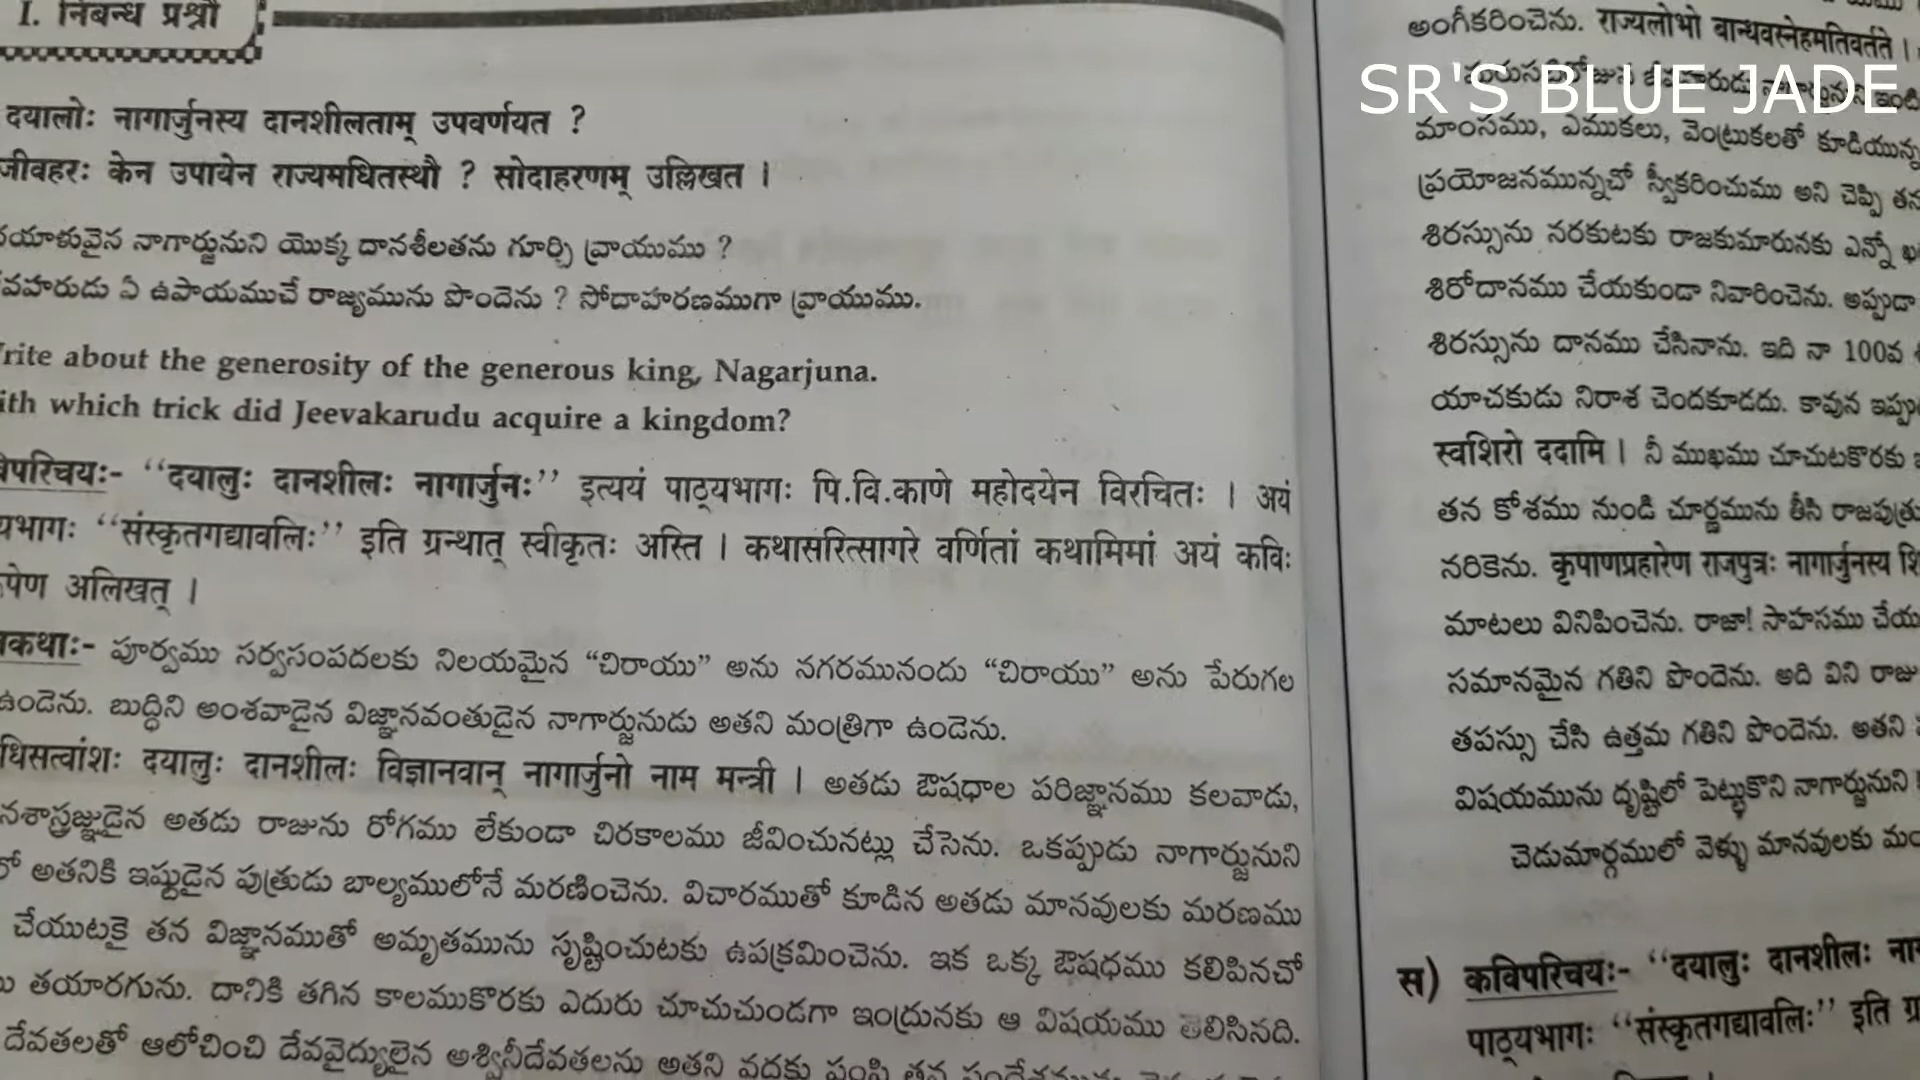 I. निबन्ध प्रश्नौ
दयालोः नागार्जुनस्य दानशीलताम् उपवर्णयत ?
जीवहरः केन उपायेन राज्यमधितस्थौ ? सोदाहरणम् उल्लिखत ।
నాగార్జునుని యొక్క దానశీలతను గూర్చి వ్రాయుము ?
ఏ ఉపాయముచే రాజ్యమును పొందెను ? సోదాహరణముగా వ్రాయుము.
rite about the generosity of the generous king, Nagarjuna.
ith which trick did Jeevakarudu acquire a kingdom?
परिचयः- ‘‘दयालुः दानशीलः नागार्जुनः’’ इत्ययं पाठ्यभागः पि.वि.काणे महोदयेन विरचितः । अयं
भागः ‘‘संस्कृतगद्यावलिः’’ इति ग्रन्थात् स्वीकृतः अस्ति । कथासरित्सागरे वर्णितां कथामिमां अयं कविः
पेण अलिखत् ।
कथाः- పూర్వము సర్వసంపదలకు నిలయమైన “చిరాయు” అను నగరమునందు “చిరాయు” అను పేరుగల
ఉండెను. బుద్ధిని అంశవాడైన విజ్ఞానవంతుడైన నాగార్జునుడు అతని మంత్రిగా ఉండెను.
धिसत्वांशः दयालुः दानशीलः विज्ञानवान् नागार्जुनो नाम मन्त्री । అతడు ఔషధాల పరిజ్ఞానము కలవాడు,
నశాస్త్రజ్ఞుడైన అతడు రాజును రోగము లేకుండా చిరకాలము జీవించునట్లు చేసెను. ఒకప్పుడు నాగార్జునుని
అతనికి ఇష్టుడైన పుత్రుడు బాల్యములోనే మరణించెను. విచారముతో కూడిన అతడు మానవులకు మరణము
చేయుటకై తన విజ్ఞానముతో అమృతమును సృష్టించుటకు ఉపక్రమించెను. ఇక ఒక్క ఔషధము కలిపినచో
తయారగును. దానికి తగిన కాలముకొరకు ఎదురు చూచుచుండగా ఇంద్రునకు ఆ విషయము తెలిసినది.
దేవతలతో ఆలోచించి దేవవైద్యులైన అశ్వినీదేవతలను అతని వద్దకు పంపి తన
అంగీకరించెను. राज्यलोभो बान्धवस्नेहमतिवर्तते ।
SR'S BLUE JADE
మాంసము, ఎముకలు, వెంట్రుకలతో కూడియున్న
ప్రయోజనమున్నచో స్వీకరించుము అని చెప్పి తన
శిరస్సును నరకుటకు రాజకుమారునకు ఎన్నో
శిరోదానము చేయకుండా నివారించెను. అప్పుడా
శిరస్సును దానము చేసినాను. ఇది నా 100వ
యాచకుడు నిరాశ చెందకూడదు. కావున
स्वशिरो ददामि । నీ ముఖము చూచుటకొరకు
తన కోశము నుండి చూర్ణమును తీసి
నరికెను. कृपाणप्रहारेण राजपुत्रः नागार्जुनस्य
మాటలు వినిపించెను. రాజా! సాహసము
సమానమైన గతిని పొందెను. అది విని రాజు
తపస్సు చేసి ఉత్తమ గతిని పొందెను. అతని
విషయమును దృష్టిలో పెట్టుకొని నాగార్జునుని
చెడుమార్గములో వెళ్ళు మానవులకు
స) कविपरिचयः- ‘‘दयालुः दानशीलः
पाठ्यभागः ‘‘संस्कृतगद्यावलिः’’ इति